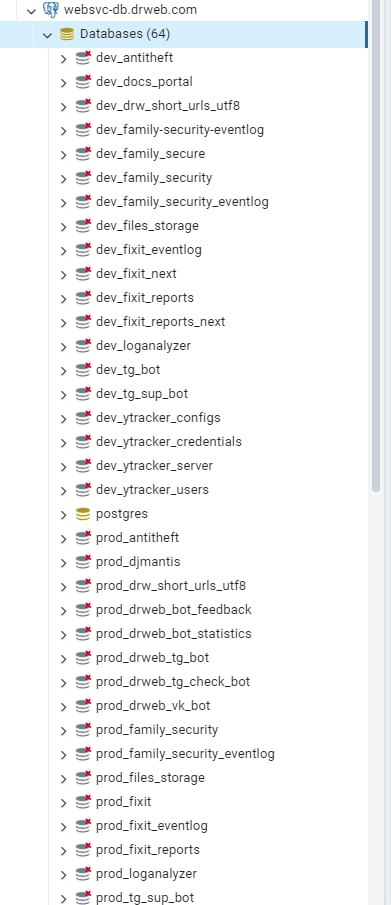 websvc-db.drweb.com
Databases (64)
dev_antitheft
dev_docs_portal
dev_drw_short_urls_utf8
dev_family-security-eventlog
dev_family_secure
dev_family_security
dev_family_security_eventlog
dev_files_storage
dev_fixit_eventlog
dev_fixit_next
dev_fixit_reports
dev_fixit_reports_next
dev_loganalyzer
dev_tg_bot
dev_tg_sup_bot
dev_ytracker_configs
dev_ytracker_credentials
dev_ytracker_server
dev_ytracker_users
postgres
prod_antitheft
prod_djmantis
prod_drw_short_urls_utf8
prod_drweb_bot_feedback
prod_drweb_bot_statistics
prod_drweb_tg_bot
prod_drweb_tg_check_bot
prod_drweb_vk_bot
prod_family_security
prod_family_security_eventlog
prod_files_storage
prod_fixit
prod_fixit_eventlog
prod_fixit_reports
prod_loganalyzer
prod_tg_sup_bot